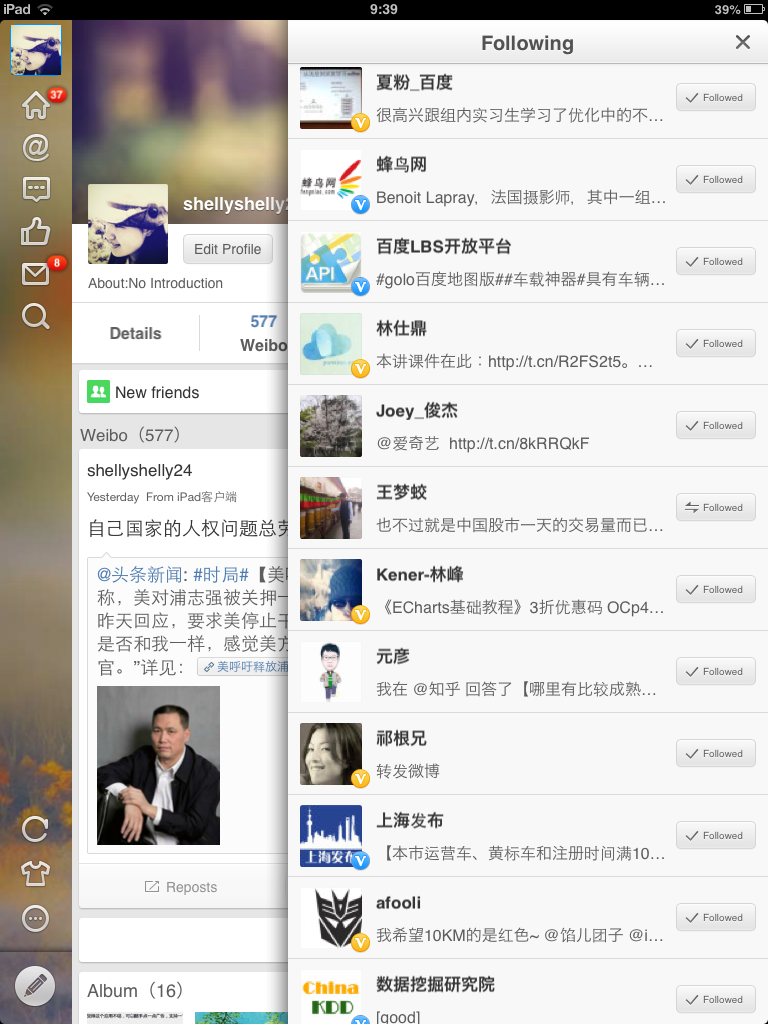 iPad
9:39
39%
37
8
shellyshelly2
Edit Profile
About:No Introduction
Details
577
Weibo
New friends
Weibo（577）
shellyshelly24
Yesterday From iPad客户端
自己国家的人权问题总
@头条新闻: #时局#【美
称，美对浦志强被关押
昨天回应，要求美停止
是否和我一样，感觉美方
官。”详见：
美呼吁释放浦
Reposts
Album（16）
Following
夏粉_百度
很高兴跟组内实习生学习了优化中的不…
Followed
蜂鸟网
蜂鸟网
Benoit Lapray，法国摄影师，其中一组…
Followed
API
百度LBS开放平台
#golo百度地图版##车载神器#具有车辆…
Followed
林仕鼎
本讲课件在此：http://t.cn/R2FS2t5。…
Followed
Joey_俊杰
@爱奇艺 http://t.cn/8kRRQkF
Followed
王梦蛟
也不过就是中国股市一天的交易量而已…
Followed
Kener-林峰
《ECharts基础教程》3折优惠码 OCp4…
Followed
元彦
我在 @知乎 回答了【哪里有比较成熟…
Followed
祁根兄
转发微博
Followed
上海发布
上海发布
【本市运营车、黄标车和注册时间满10…
Followed
afooli
我希望10KM的是红色~ @馅儿团子 @i…
Followed
China
KDD
数据挖掘研究院
[good]
Followed